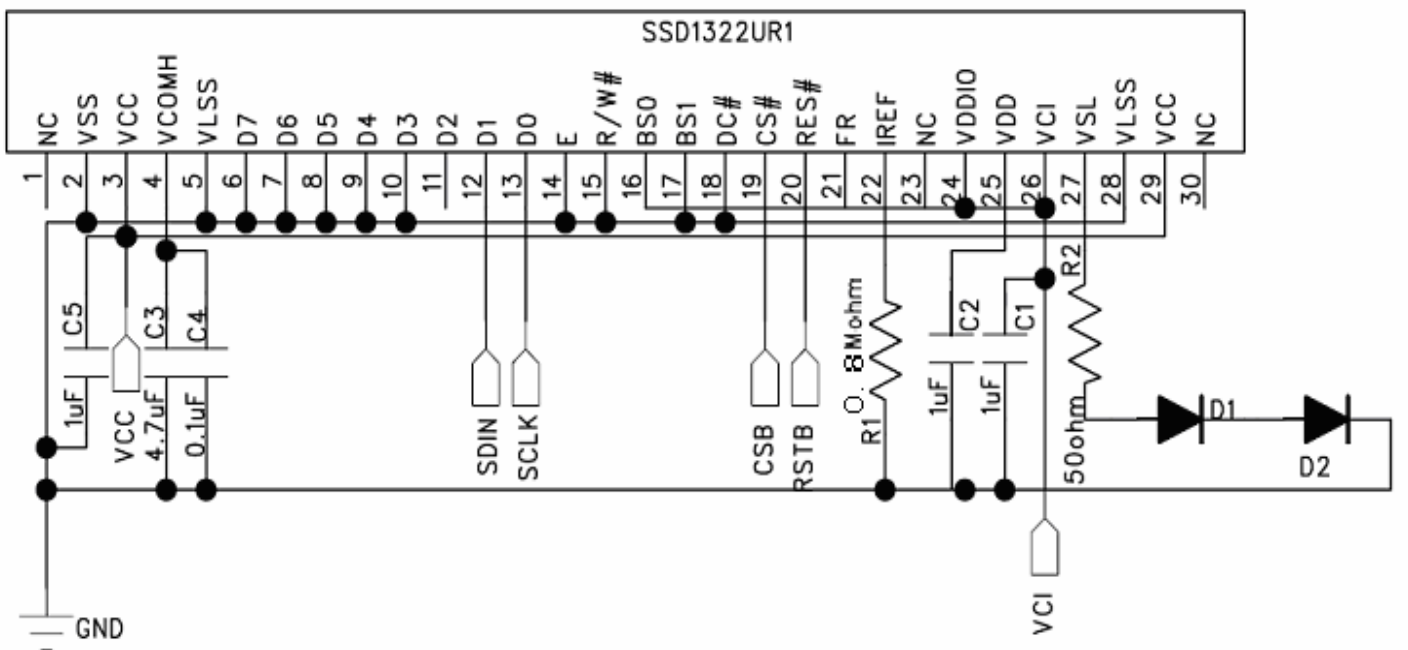 SSD1322UR1
NC
VSS
VCC
VCOMH
VLSS
D7
D6
D5
D4
D3
D2
D1
D0
E
R/W#
BS0
BS1
DC#
CS#
RES#
FR
IREF
NC
VDDIO
VDD
VCI
VSL
VLSS
VCC
NC
1
2
3
4
5
6
7
8
9
10
11
12
13
14
15
16
17
18
19
20
21
22
23
24
25
26
27
28
29
30
C5
1uF
VCC
C3
4.7uF
C4
0.1uF
SDIN
SCLK
CSB
RSTB
0.8Mohm
R1
C2
1uF
C1
1uF
R2
50ohm
D1
D2
VCI
GND